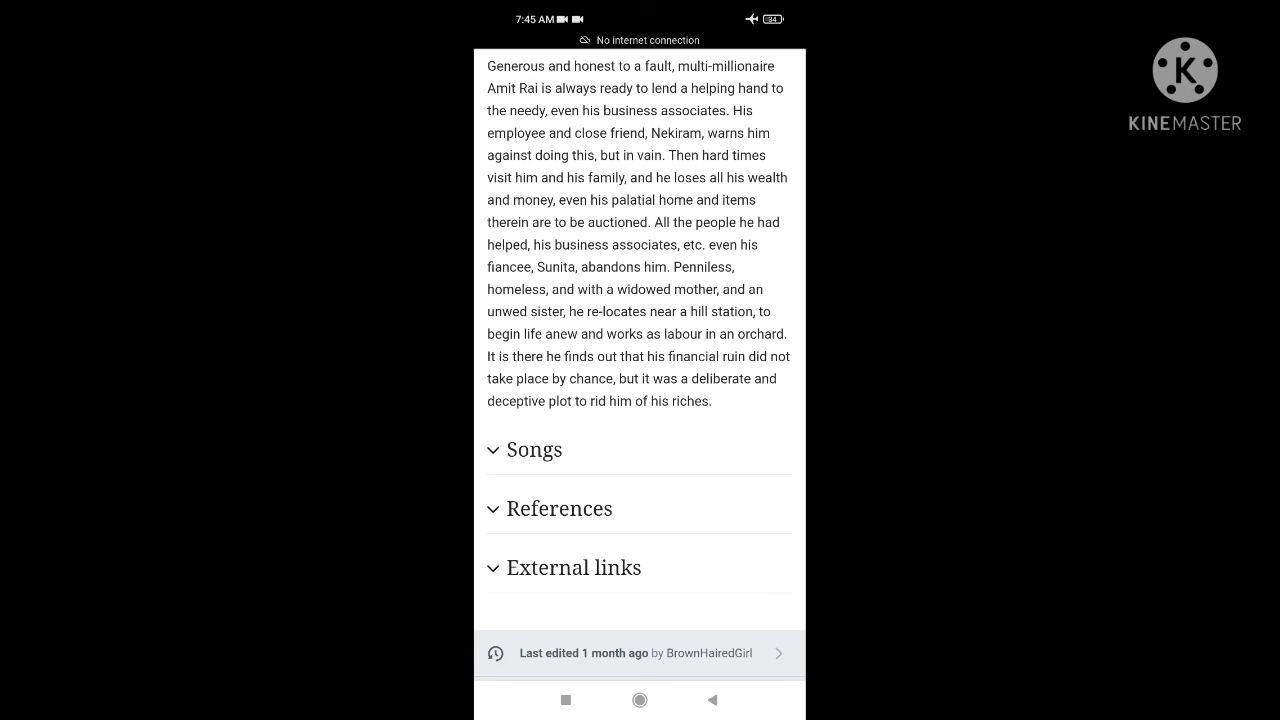 7:45 AM
34
No internet connection
Generous and honest to a fault, multi-millionaire
Amit Rai is always ready to lend a helping hand to
the needy, even his business associates. His
employee and close friend, Nekiram, warns him
against doing this, but in vain. Then hard times
visit him and his family, and he loses all his wealth
and money, even his palatial home and items
therein are to be auctioned. All the people he had
helped, his business associates, etc. even his
fiancee, Sunita, abandons him. Penniless,
homeless, and with a widowed mother, and an
unwed sister, he re-locates near a hill station, to
begin life anew and works as labour in an orchard.
It is there he finds out that his financial ruin did not
take place by chance, but it was a deliberate and
deceptive plot to rid him of his riches.
Songs
References
External links
Last edited 1 month ago by BrownHairedGirl
K
KINEMASTER